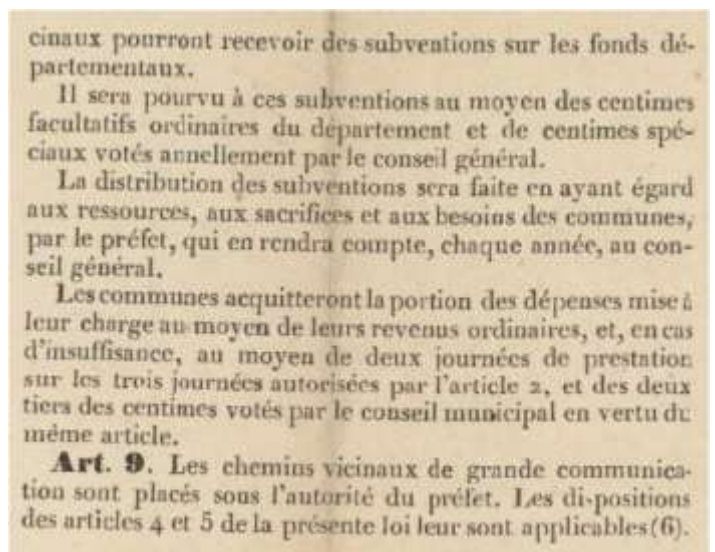 cinaux pourront recevoir des subventions sur les fonds dé-
partementaux.
Il sera pourvu à ces subventions au moyen des centimes
facultatifs ordinaires du département et de centimes spé-
ciaux votés annellement par le conseil général.
La distribution des subventions sera faite en ayant égard
aux ressources, aux sacrifices et aux besoins des communes,
par le préfet, qui en rendra compte, chaque année, au con-
seil général.
Les communes acquitteront la portion des dépenses mise à
leur charge au moyen de leurs revenus ordinaires, et, en cas
d'insuffisance, au moyen de deux journées de prestation
sur les trois journées autorisées par l'article 2, et des deux
tiers des centimes votés par le conseil municipal en vertu du
même article.
Art. 9. Les chemins vicinaux de grande communica-
tion sont placés sous l'autorité du préfet. Les di-positions
des articles 4 et 5 de la présente loi leur sont applicables (6).